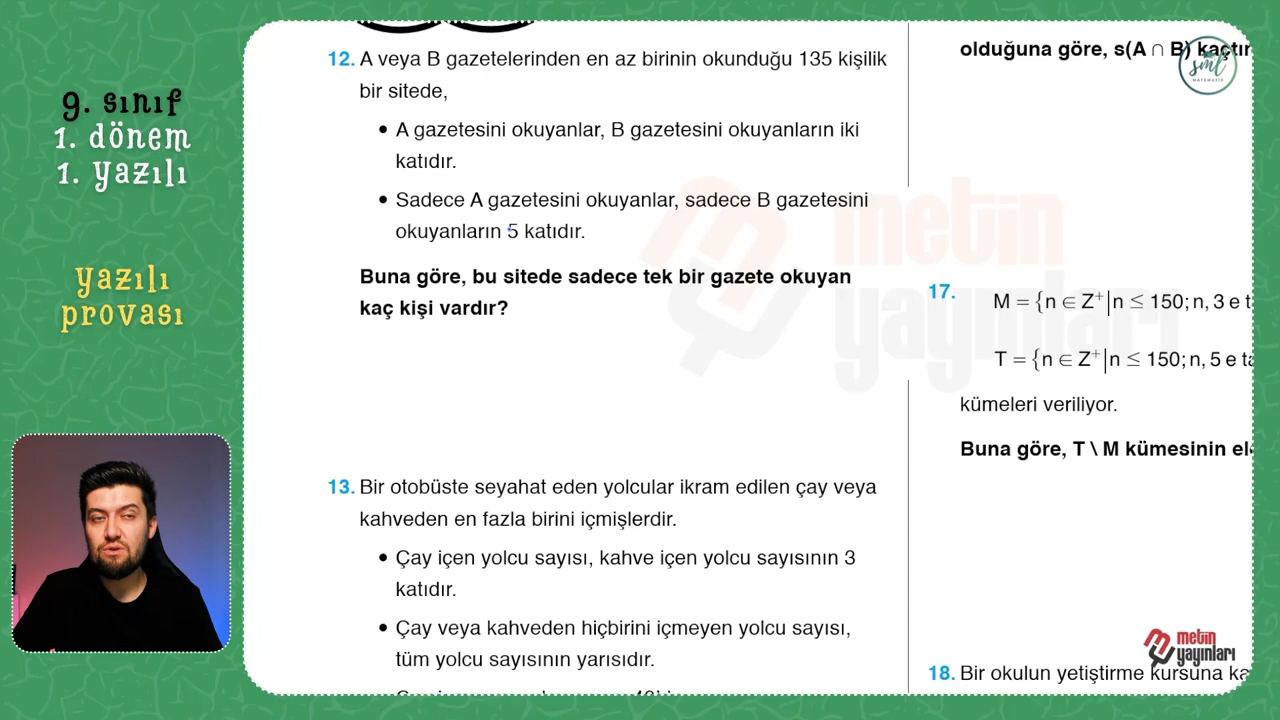 9. sınıf
1. dönem
1. yazılı
yazılı
provası
12. A veya B gazetelerinden en az birinin okunduğu 135 kişilik
bir sitede,
• A gazetesini okuyanlar, B gazetesini okuyanların iki
katıdır.
• Sadece A gazetesini okuyanlar, sadece B gazetesini
okuyanların 5 katıdır.
Buna göre, bu sitede sadece tek bir gazete okuyan
kaç kişi vardır?
13. Bir otobüste seyahat eden yolcular ikram edilen çay veya
kahveden en fazla birini içmişlerdir.
• Çay içen yolcu sayısı, kahve içen yolcu sayısının 3
katıdır.
• Çay veya kahveden hiçbirini içmeyen yolcu sayısı,
tüm yolcu sayısının yarısıdır.
olduğuna göre, s(A ∩ B) kaçtır
smt
MATEMATİK
17.
M = {n ∈ Z⁺|n ≤ 150; n, 3 e t
T = {n ∈ Z⁺|n ≤ 150; n, 5 e ta
kümeleri veriliyor.
Buna göre, T \ M kümesinin el
18. Bir okulun yetiştirme kursuna ka
metin
yayınları
metin
yayınları